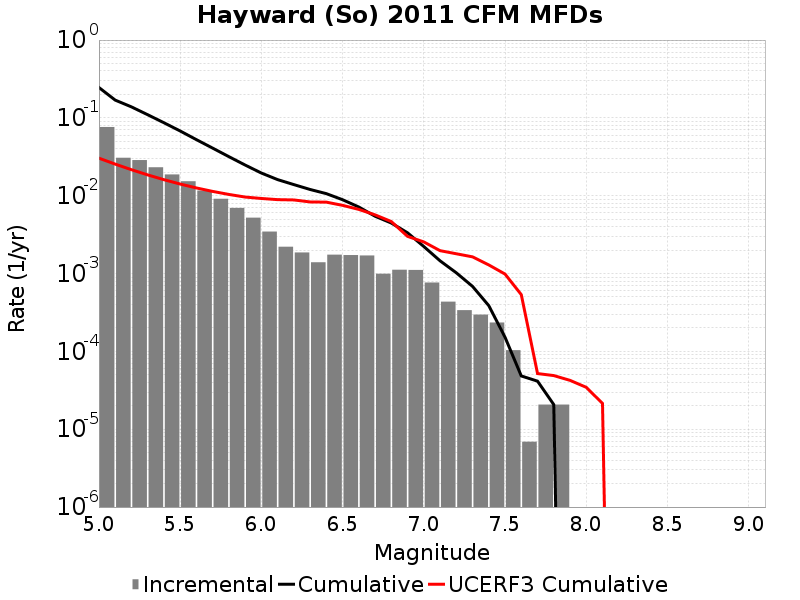 Hayward (So) 2011 CFM MFDs
10^0
10^-1
10^-2
10^-3
10^-4
10^-5
10^-6
Rate (1/yr)
5.0 5.5 6.0 6.5 7.0 7.5 8.0 8.5 9.0
Magnitude
Incremental Cumulative UCERF3 Cumulative